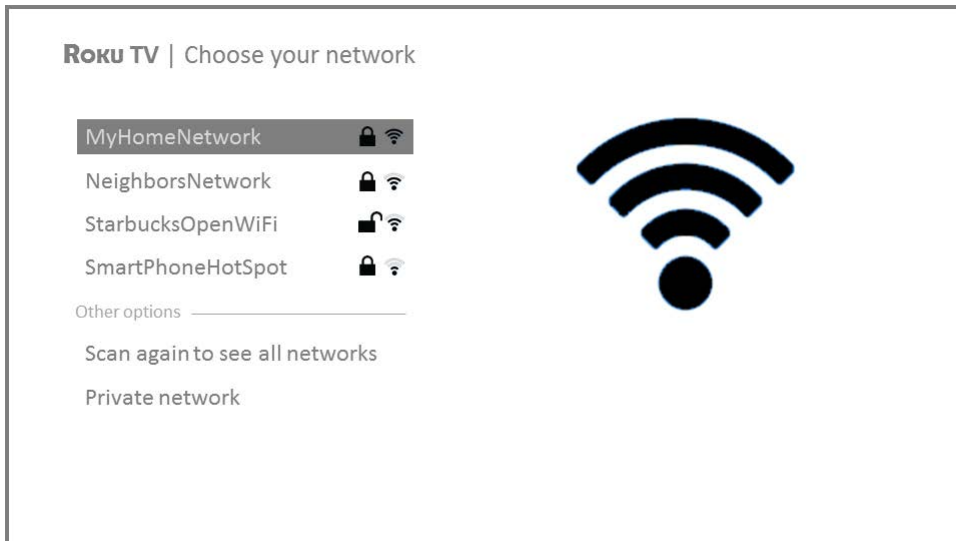 Roku TV | Choose your network
MyHomeNetwork
NeighborsNetwork
StarbucksOpenWiFi
SmartPhoneHotSpot
Other options
Scan again to see all networks
Private network